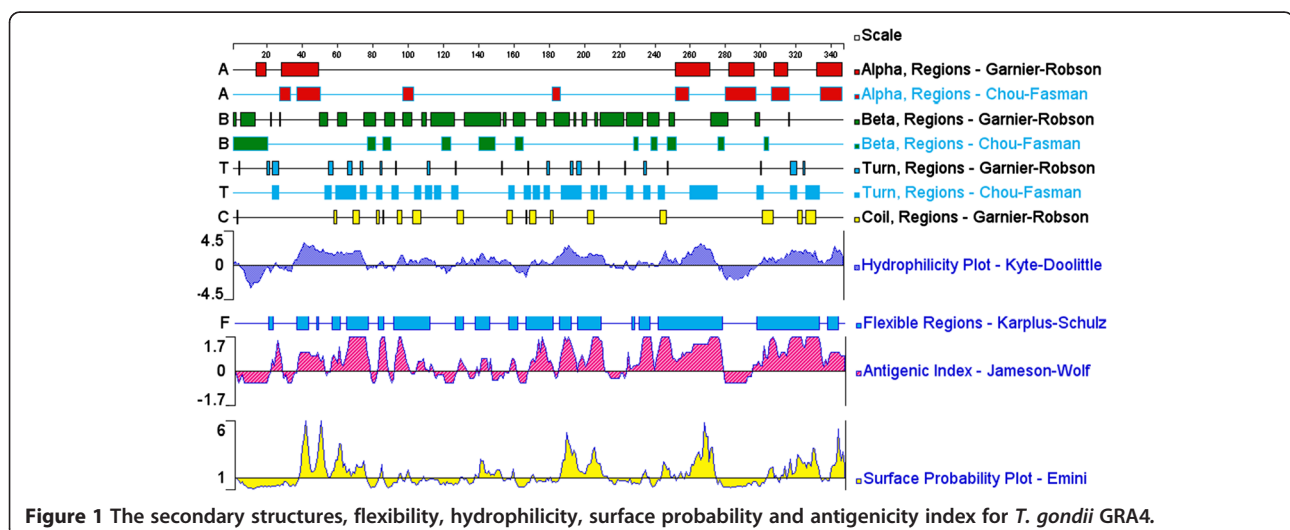 Scale
20 40 60 80 100 120 140 160 180 200 220 240 260 280 300 320 340
A Alpha, Regions - Garnier-Robson
A Alpha, Regions - Chou-Fasman
B Beta, Regions - Garnier-Robson
B Beta, Regions - Chou-Fasman
T Turn, Regions - Garnier-Robson
T Turn, Regions - Chou-Fasman
C Coil, Regions - Garnier-Robson
4.5
0 Hydrophilicity Plot - Kyte-Doolittle
-4.5
F Flexible Regions - Karplus-Schulz
1.7
0 Antigenic Index - Jameson-Wolf
-1.7
6
1 Surface Probability Plot - Emini
Figure 1 The secondary structures, flexibility, hydrophilicity, surface probability and antigenicity index for T. gondii GRA4.